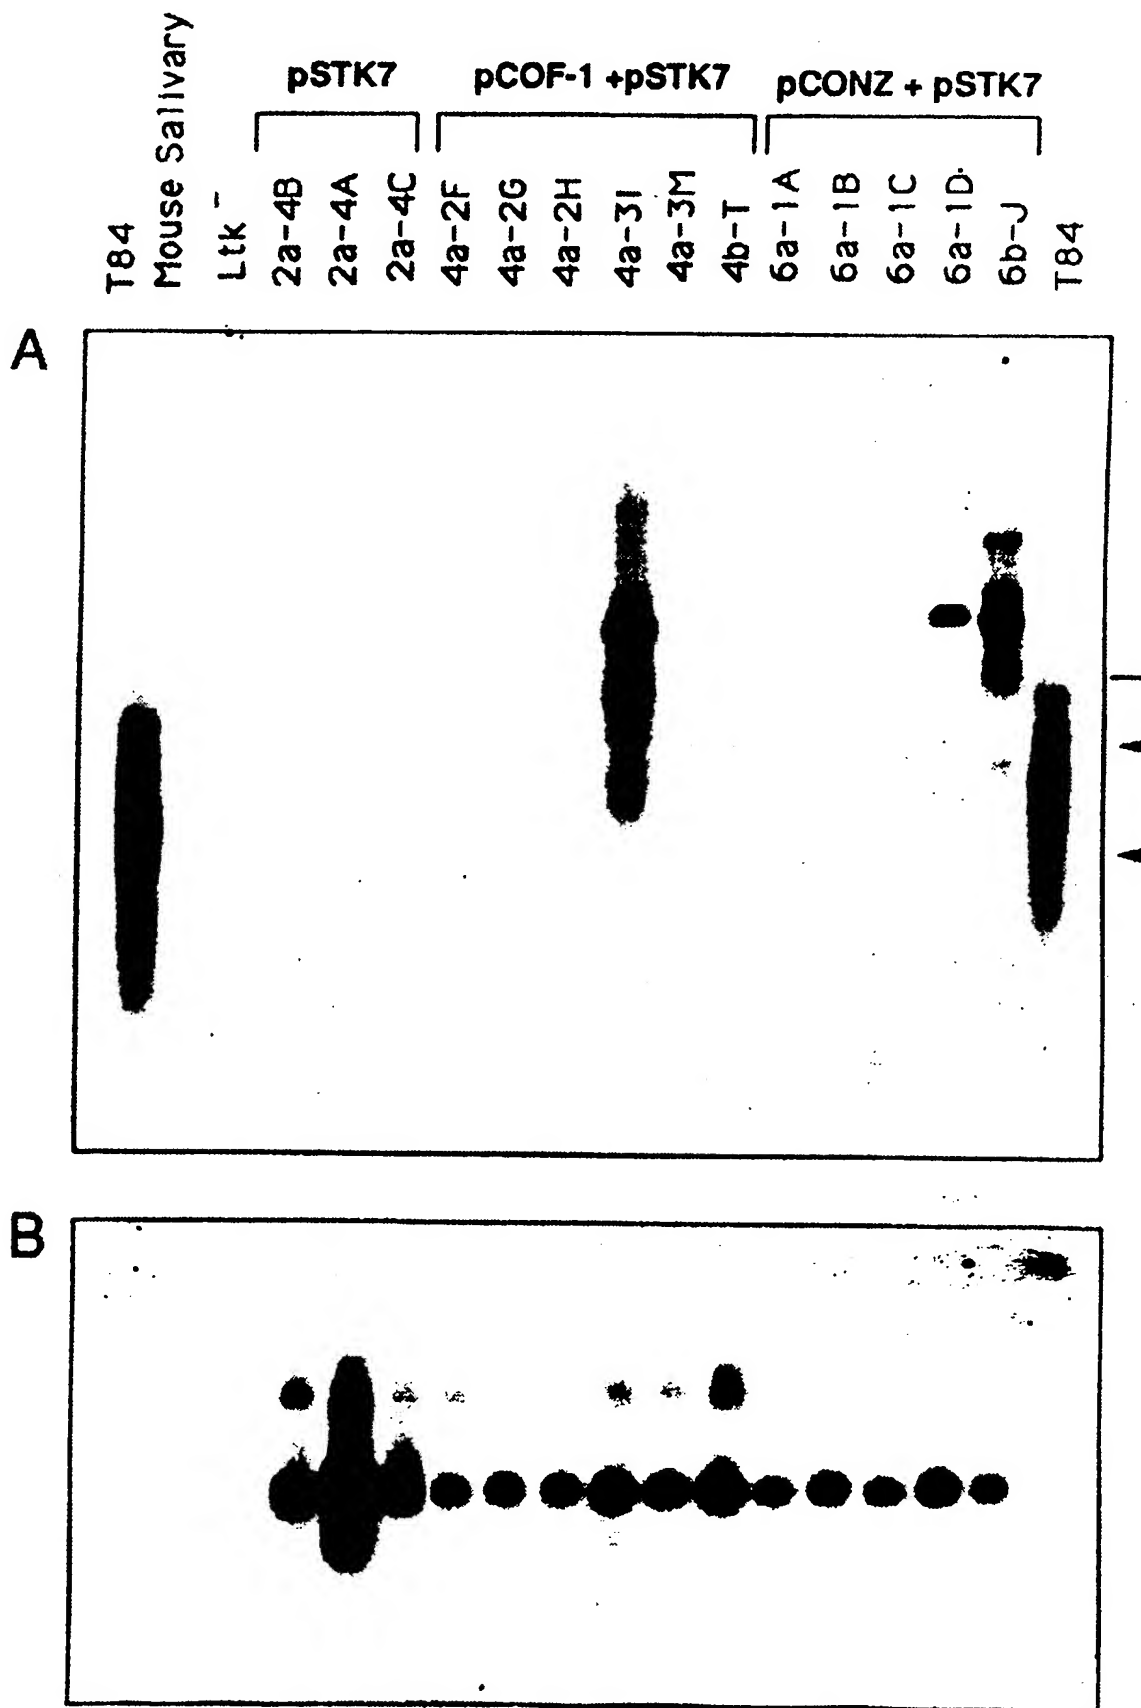 pSTK7
pCOF-1 +pSTK7
pCONZ + pSTK7
T84
Mouse Salivary
Ltk⁻
2a-4B
2a-4A
2a-4C
4a-2F
4a-2G
4a-2H
4a-3I
4a-3M
4b-T
6a-1A
6a-1B
6a-1C
6a-1D
6b-J
T84
A
B